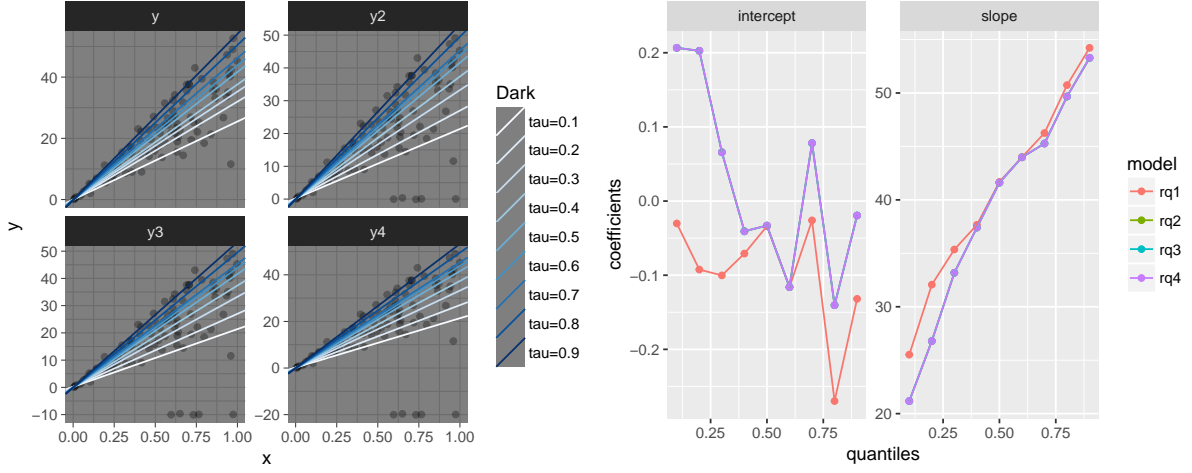 y
y2
40
20
0
50
40
30
20
10
0
y3
y4
50
40
30
20
10
0
−10
40
20
0
−20
0.00
0.25
0.50
0.75
1.00
0.00
0.25
0.50
0.75
1.00
x
y
Dark
tau=0.1
tau=0.2
tau=0.3
tau=0.4
tau=0.5
tau=0.6
tau=0.7
tau=0.8
tau=0.9
intercept
slope
0.2
0.1
0.0
−0.1
−0.2
50
40
30
20
0.25
0.50
0.75
0.25
0.50
0.75
quantiles
coefficients
model
rq1
rq2
rq3
rq4